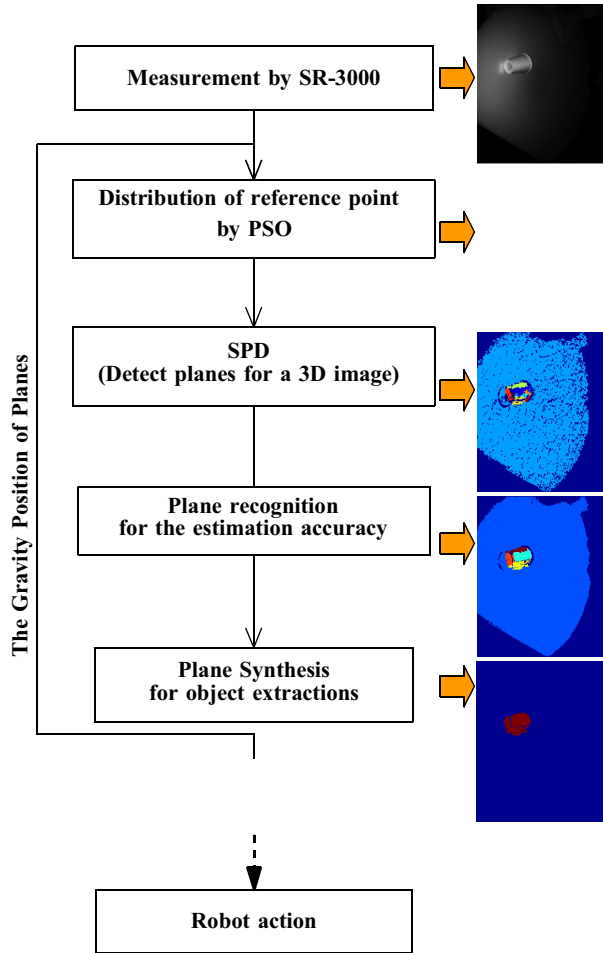 Measurement by SR-3000
Distribution of reference point
by PSO
SPD
(Detect planes for a 3D image)
Plane recognition
for the estimation accuracy
Plane Synthesis
for object extractions
Robot action
The Gravity Position of Planes